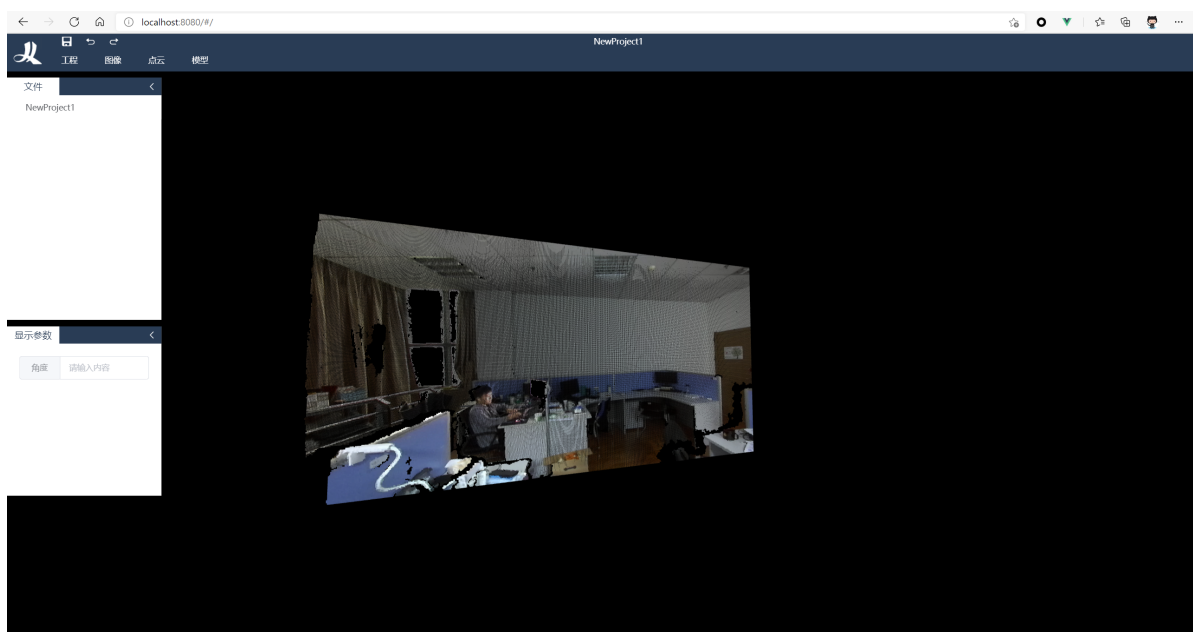 localhost:8080/#/
NewProject1
工程 图像 点云 模型
文件
NewProject1
显示参数
角度 请输入内容